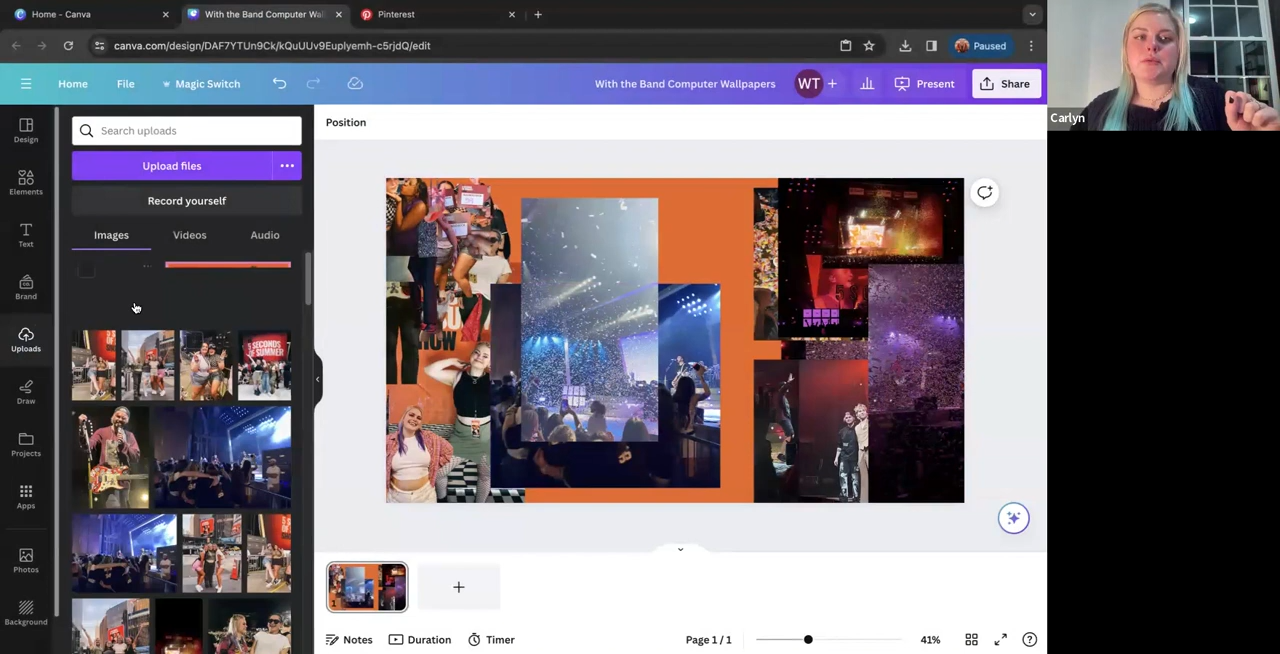 Home - Canva
With the Band Computer Wal
Pinterest
canva.com/design/DAF7YTUn9Ck/kQuUUv9Euplyemh-c5rjdQ/edit
Paused
Home
File
Magic Switch
With the Band Computer Wallpapers
WT
Present
Share
Carlyn
Design
Elements
Text
Brand
Uploads
Draw
Projects
Apps
Photos
Background
Search uploads
Upload files
Record yourself
Images
Videos
Audio
Position
5 SECONDS
OF SUMMER
1
Notes
Duration
Timer
Page 1 / 1
41%